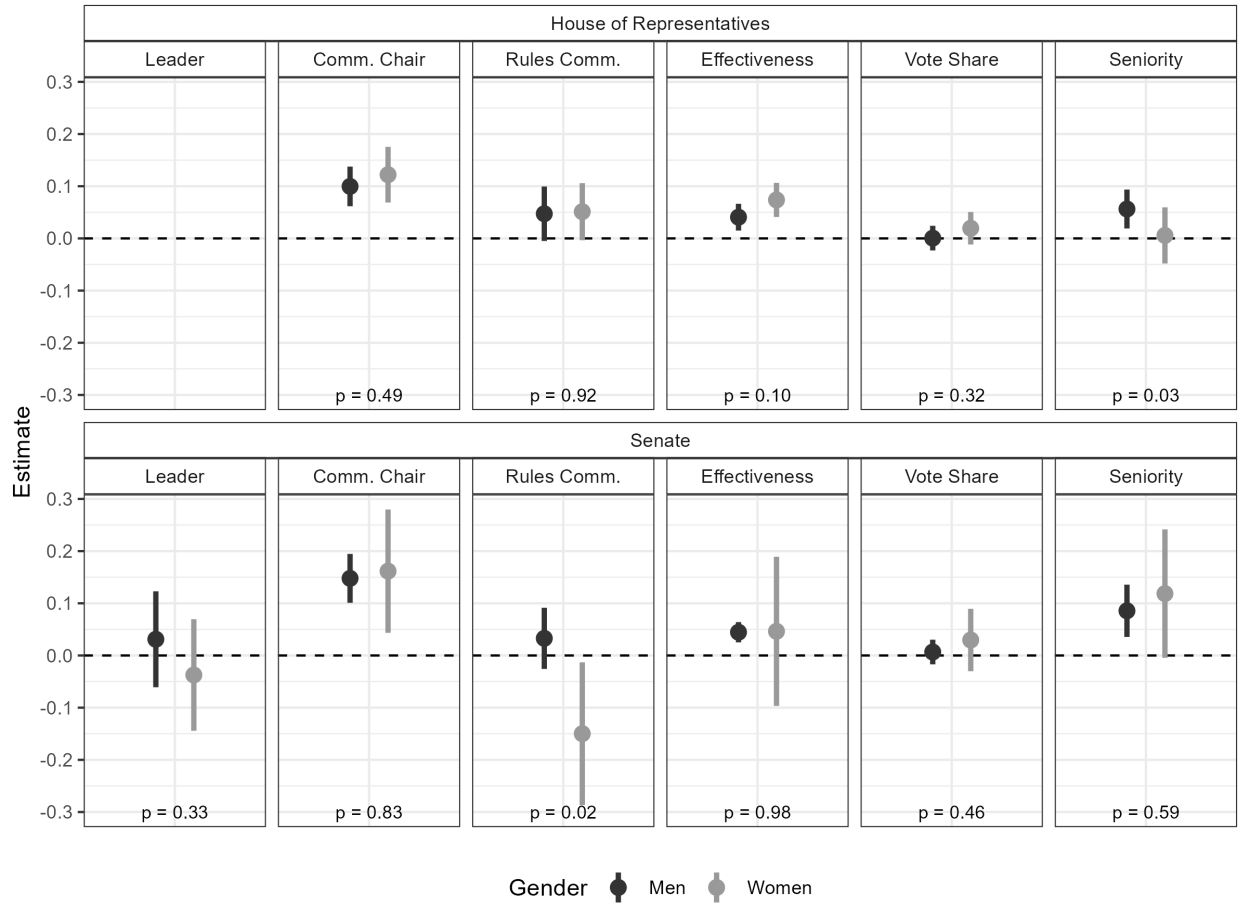 House of Representatives
Leader Comm. Chair Rules Comm. Effectiveness Vote Share Seniority
0.3
0.2
0.1
0.0
-0.1
-0.2
-0.3
p = 0.49 p = 0.92 p = 0.10 p = 0.32 p = 0.03
Estimate
Senate
Leader Comm. Chair Rules Comm. Effectiveness Vote Share Seniority
0.3
0.2
0.1
0.0
-0.1
-0.2
-0.3
p = 0.33 p = 0.83 p = 0.02 p = 0.98 p = 0.46 p = 0.59
Gender Men Women